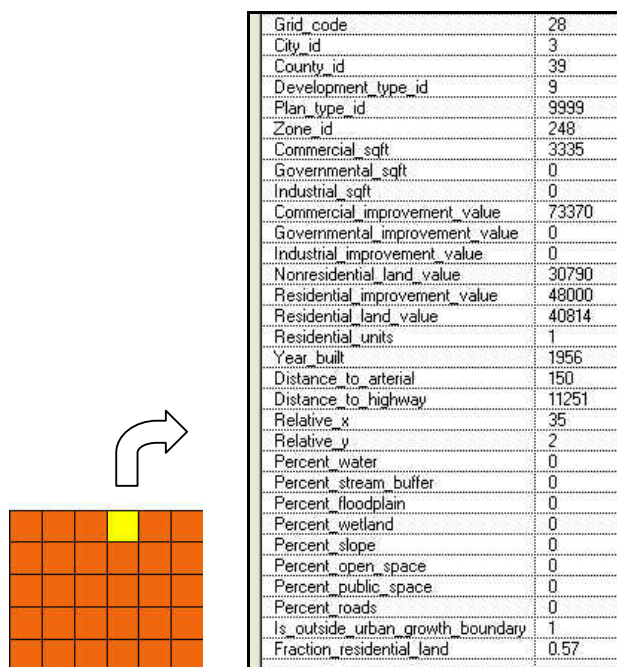 Grid_code 28
City_id 3
County_id 39
Development_type_id 9
Plan_type_id 9999
Zone_id 248
Commercial_sqft 3335
Governmental_sqft 0
Industrial_sqft 0
Commercial_improvement_value 73370
Governmental_improvement_value 0
Industrial_improvement_value 0
Nonresidential_land_value 30790
Residential_improvement_value 48000
Residential_land_value 40814
Residential_units 1
Year_built 1956
Distance_to_arterial 150
Distance_to_highway 11251
Relative_x 35
Relative_y 2
Percent_water 0
Percent_stream_buffer 0
Percent_floodplain 0
Percent_wetland 0
Percent_slope 0
Percent_open_space 0
Percent_public_space 0
Percent_roads 0
Is_outside_urban_growth_boundary 1
Fraction_residential_land 0.57